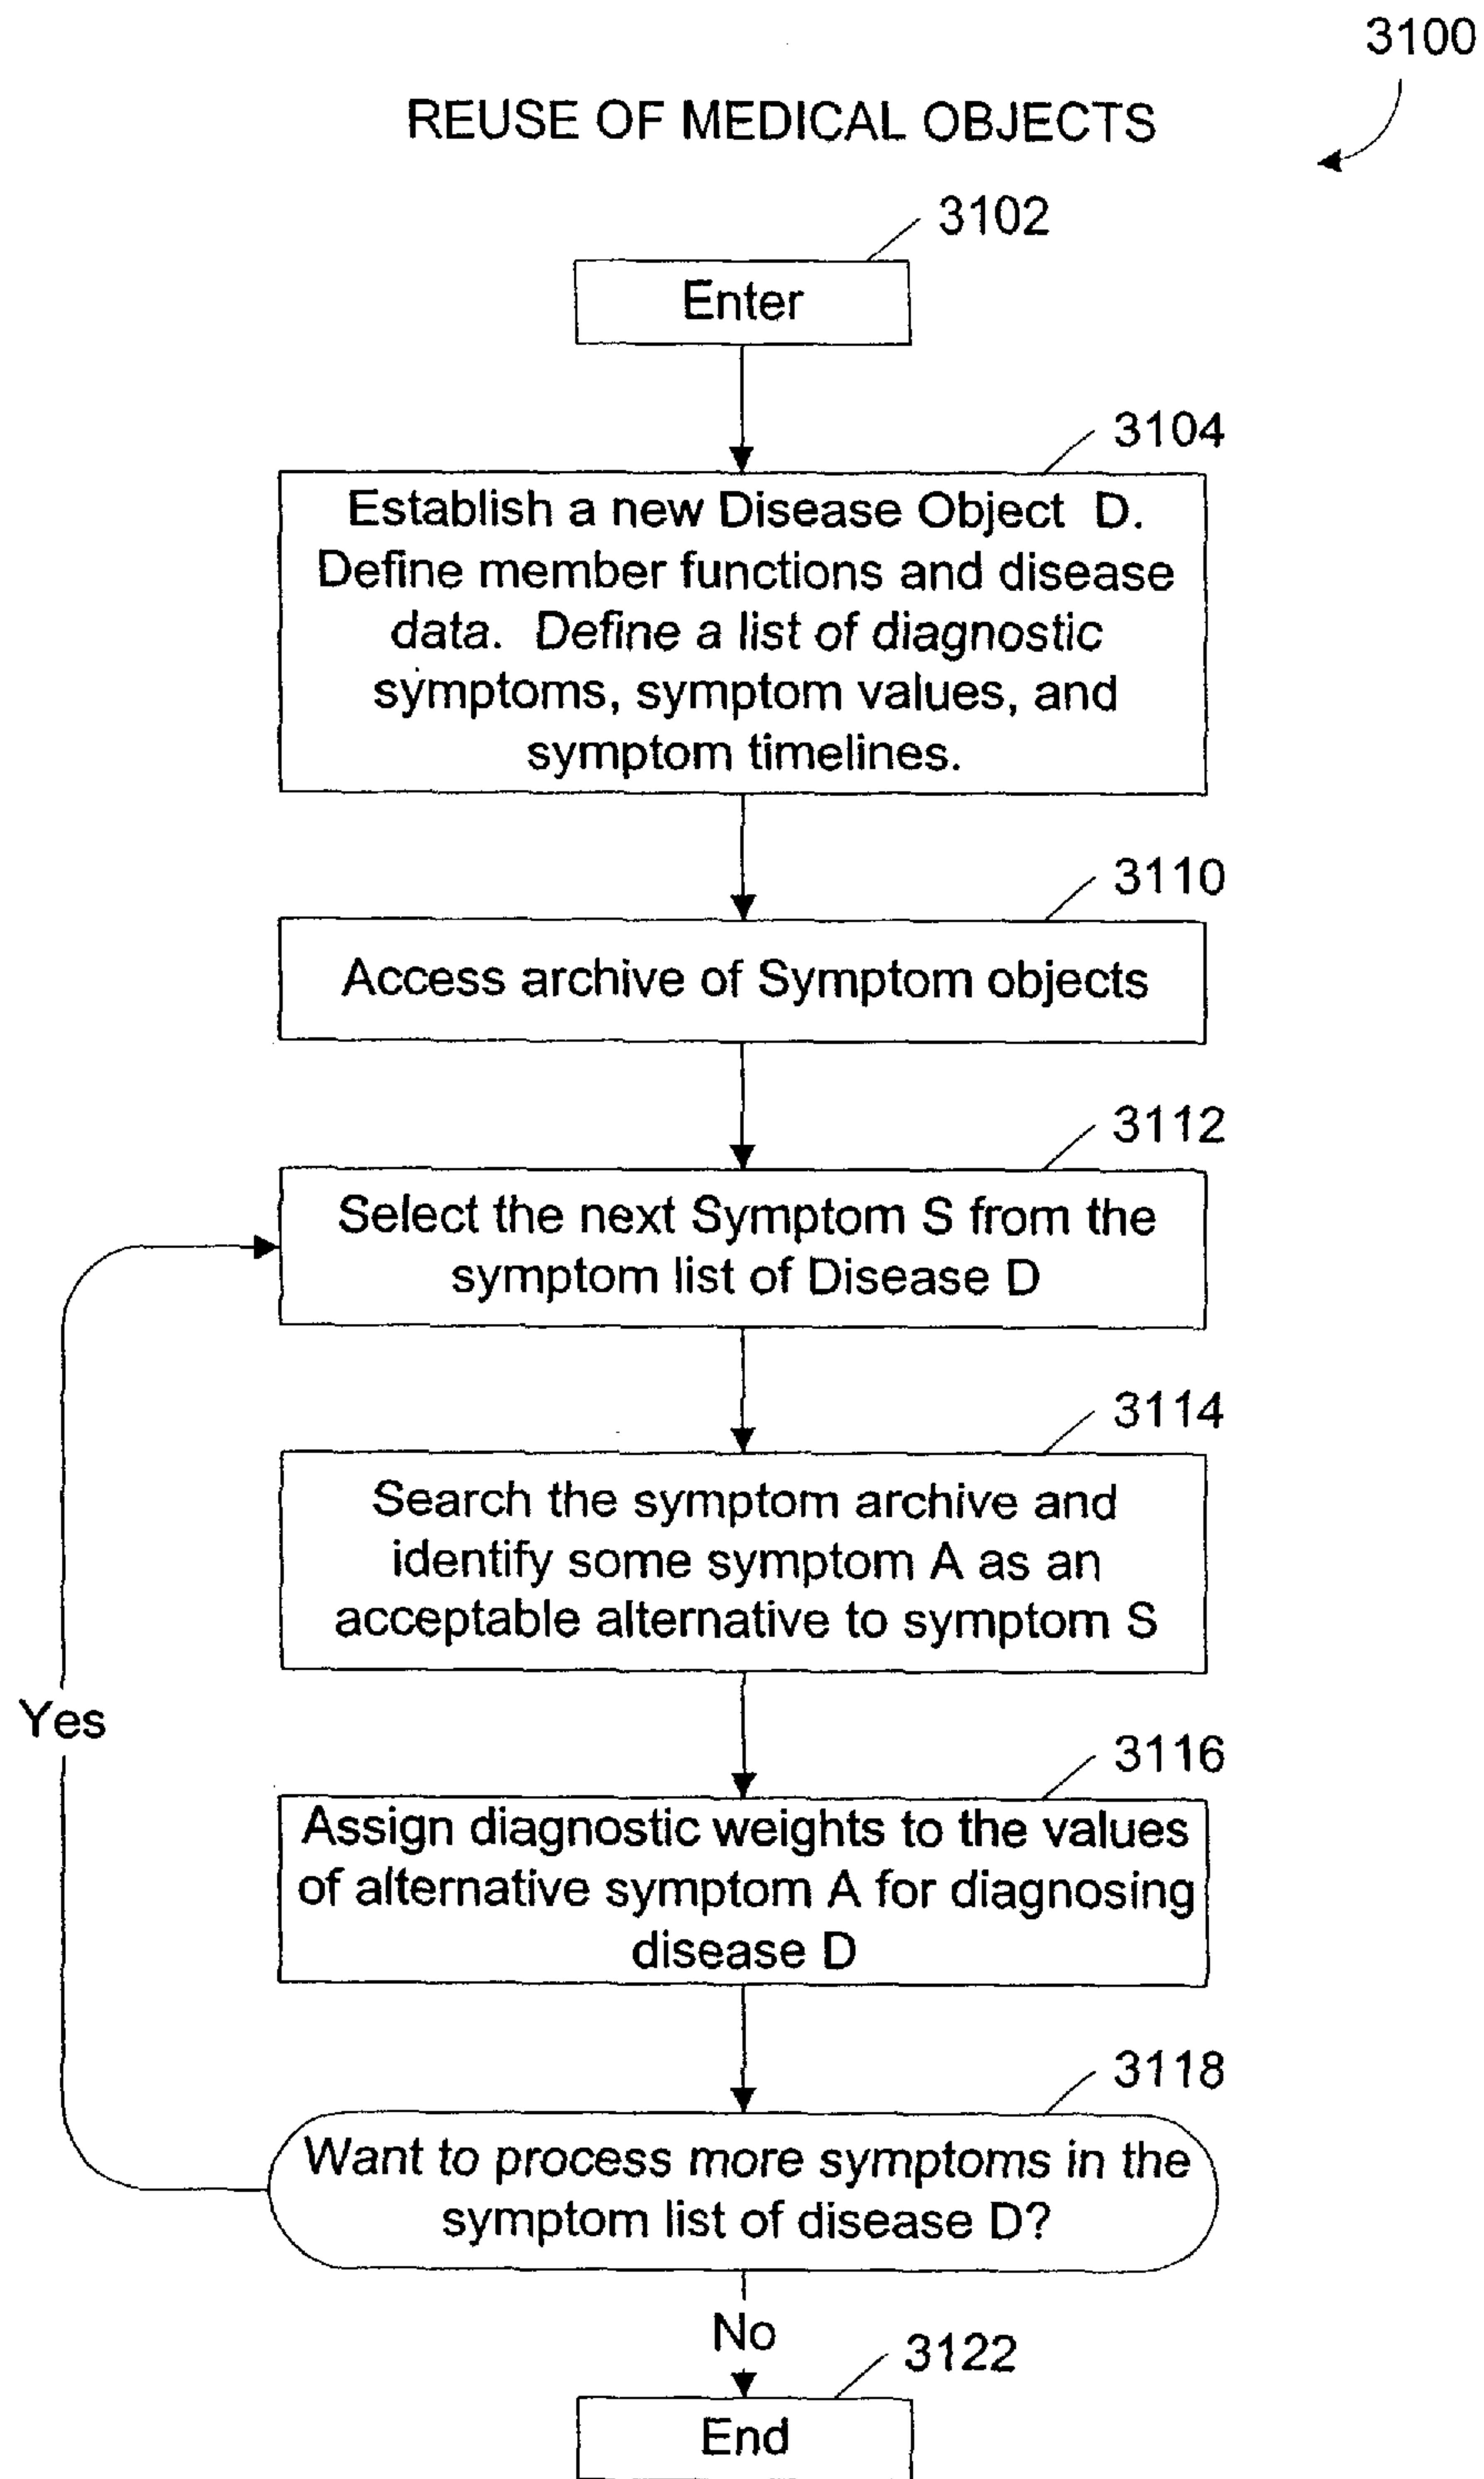 3100
REUSE OF MEDICAL OBJECTS
3102
Enter
3104
Establish a new Disease Object D.
Define member functions and disease
data. Define a list of diagnostic
symptoms, symptom values, and
symptom timelines.
3110
Access archive of Symptom objects
3112
Select the next Symptom S from the
symptom list of Disease D
3114
Search the symptom archive and
identify some symptom A as an
acceptable alternative to symptom S
Yes
3116
Assign diagnostic weights to the values
of alternative symptom A for diagnosing
disease D
3118
Want to process more symptoms in the
symptom list of disease D?
No
3122
End